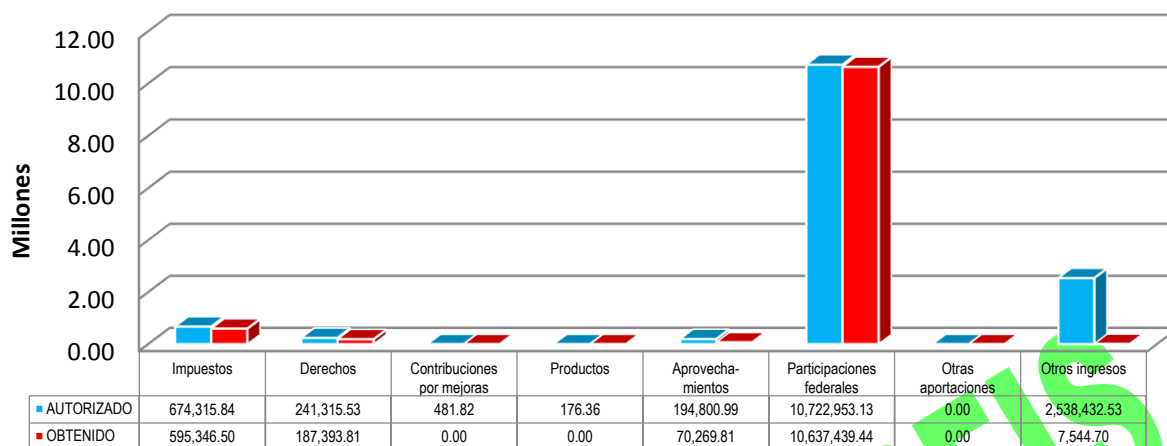 12.00
10.00
8.00
6.00
4.00
2.00
0.00
Millones
Impuestos Derechos Contribuciones por mejoras Productos Aprovecha-mientos Participaciones federales Otras aportaciones Otros ingresos
AUTORIZADO 674,315.84 241,315.53 481.82 176.36 194,800.99 10,722,953.13 0.00 2,538,432.53
OBTENIDO 595,346.50 187,393.81 0.00 0.00 70,269.81 10,637,439.44 0.00 7,544.70